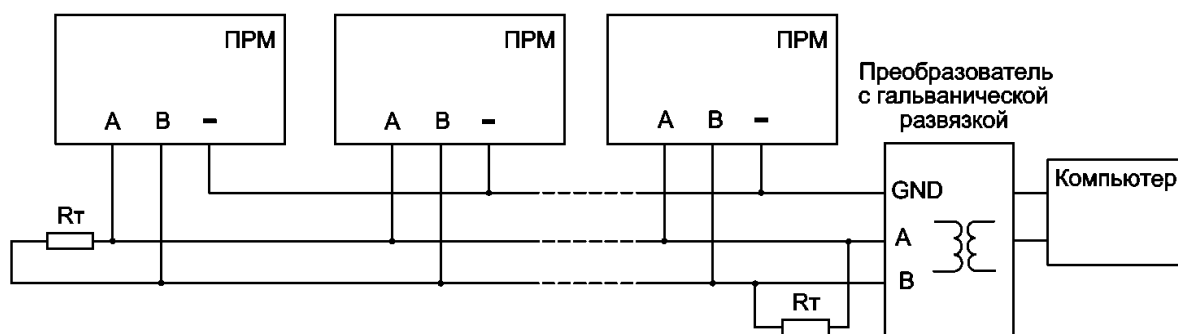 ПРМ
A B -
ПРМ
A B -
ПРМ
A B -
Преобразователь
с гальванической
развязкой
GND
A
B
Компьютер
Rт
Rт